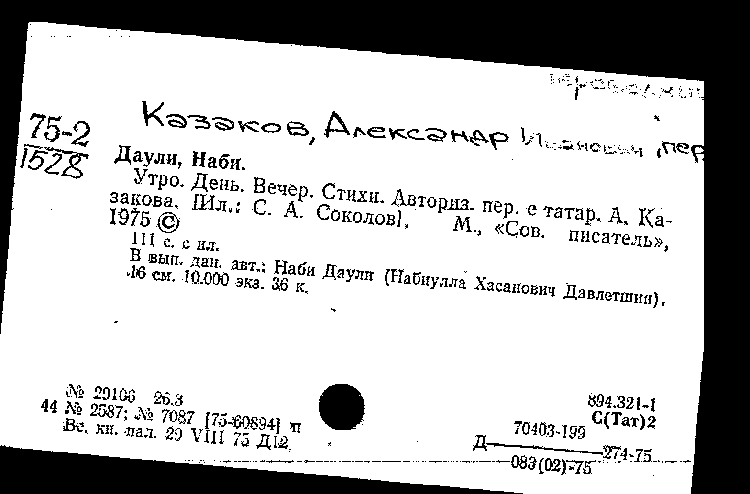 переводчик
Казаков, Александр Иванович, пер
75-2
1528
Даули, Наби.
Утро. День. Вечер. Стихи. Авториз. пер. с татар. А. Ка-
закова. [Ил.: С. А. Соколов]. М., «Сов. писатель»,
1975 ©
111 с. с ил.
В вып. дан. авт.: Наби Даули (Набиулла Хасанович Давлетшин).
16 см. 10.000 экз. 36 к.
№ 29106 26.3
44 № 2587; № 7087 [75-60894] п
Вс. кн. пал. 29 VIII 75 Д12
894.321-1
С(Тат)2
70403-199
Д 274-75
083(02)-75